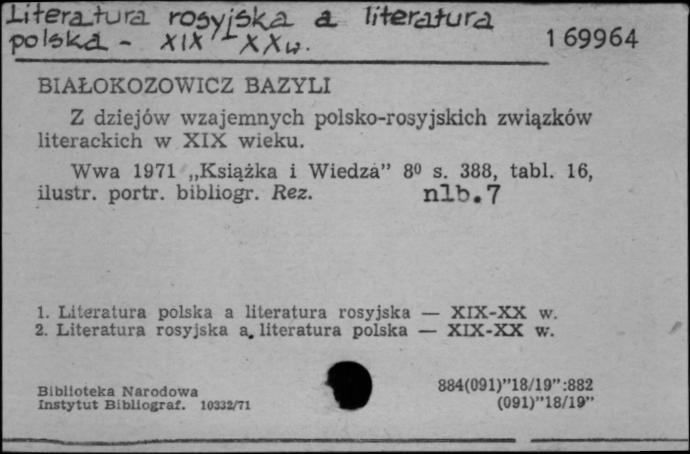 Literatura rosyjska a literatura
polska - XIX - XX w.
169964
BIAŁOKOZOWICZ BAZYLI
Z dziejów wzajemnych polsko-rosyjskich związków
literackich w XIX wieku.
Wwa 1971 „Książka i Wiedza” 8⁰ s. 388, tabl. 16,
ilustr. portr. bibliogr. Rez. nlb.7
1. Literatura polska a literatura rosyjska — XIX-XX w.
2. Literatura rosyjska a literatura polska — XIX-XX w.
Biblioteka Narodowa
Instytut Bibliograf. 10332/71
884(091)”18/19”:882
(091)”18/19”